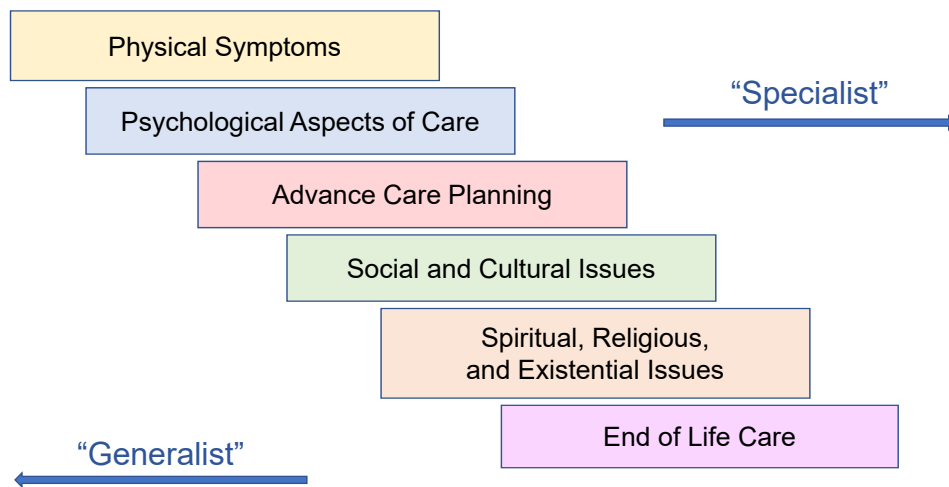 Physical Symptoms
“Specialist”
Psychological Aspects of Care
Advance Care Planning
Social and Cultural Issues
Spiritual, Religious,
and Existential Issues
End of Life Care
“Generalist”